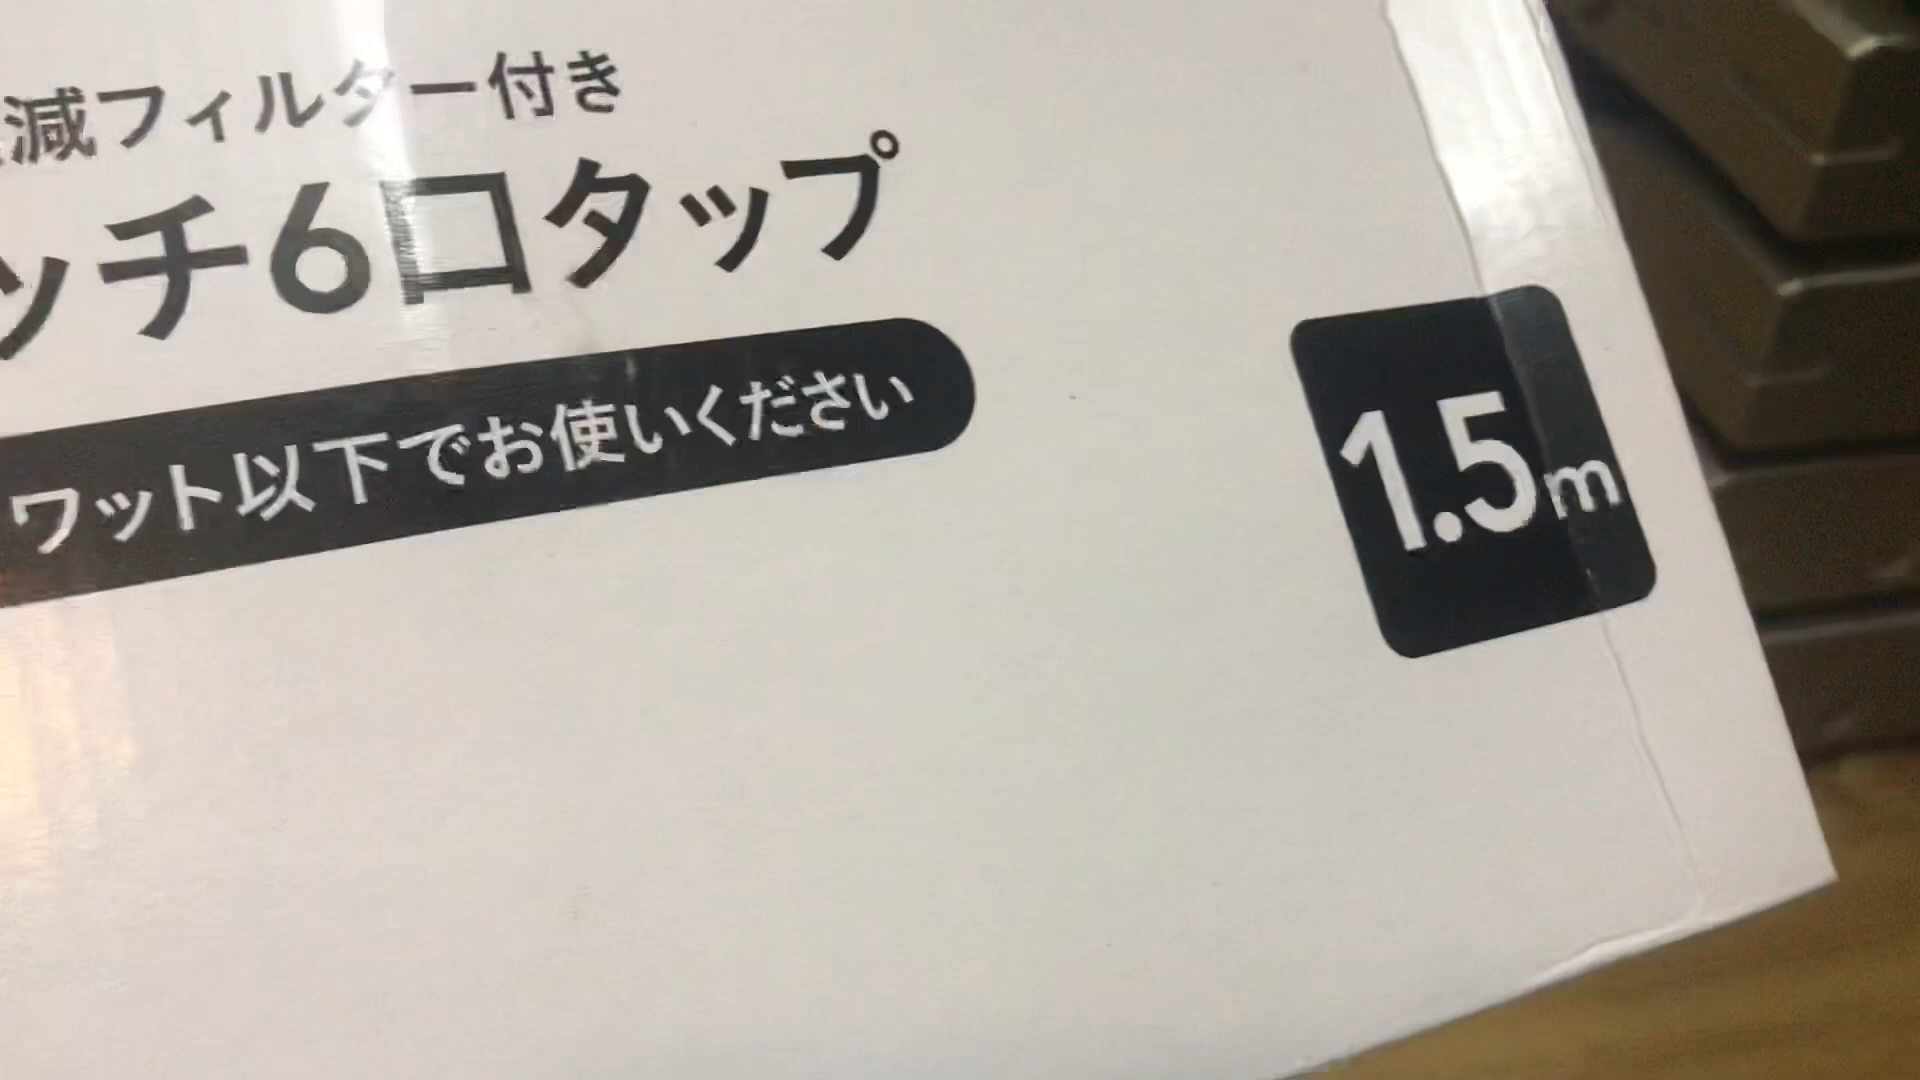 減フィルター付き
ッチ6口タップ
ワット以下でお使いください
1.5m